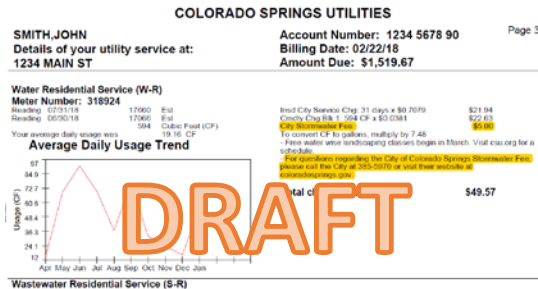 COLORADO SPRINGS UTILITIES
Page 3
SMITH,JOHN
Details of your utility service at:
1234 MAIN ST
Account Number: 1234 5678 90
Billing Date: 02/22/18
Amount Due: $1,519.67
Water Residential Service (W-R)
Meter Number: 318924
Reading 07/31/18 17660 Est
Reading 06/30/18 17066 Est
594 Cubic Feet (CF)
Your average daily usage was 19.16 CF
Insd City Service Chg: 31 days x $0.7079 $21.94
Cmdty Chg Blk 1: 594 CF x $0.0381 $22.63
City Stormwater Fee: $5.00
To convert CF to gallons, multiply by 7.48
- Free water wise landscaping classes begin in March. Visit csu.org for a
schedule.
- For questions regarding the City of Colorado Springs Stormwater Fee,
please call the City at 385-5970 or visit their website at
coloradosprings.gov
$49.57
Average Daily Usage Trend
Usage (CF)
97
84.9
72.7
60.6
48.4
36.3
24.1
12
Apr May Jun Jul Aug Sep Oct Nov Dec Jan
DRAFT
Wastewater Residential Service (S-R)